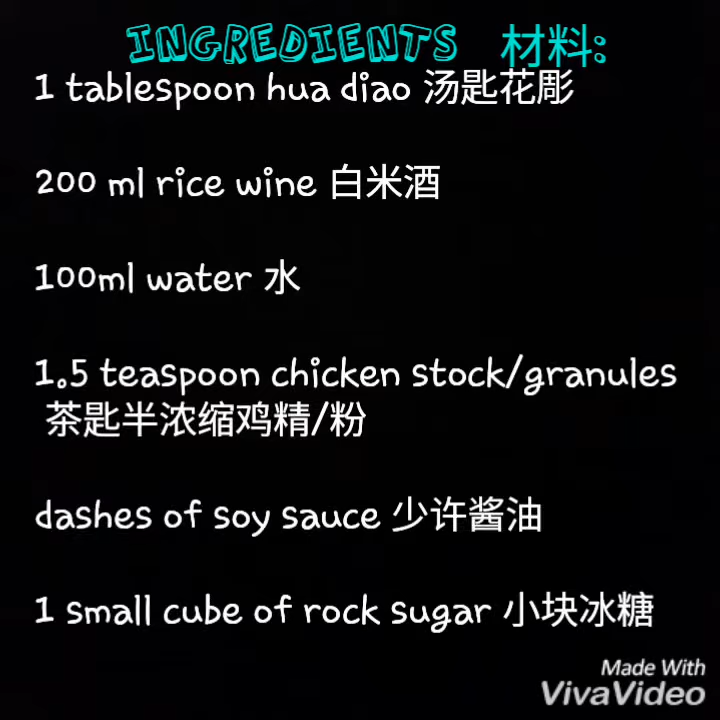 INGREDIENTS 材料:
1 tablespoon hua diao 汤匙花彫
200 ml rice wine 白米酒
100ml water 水
1.5 teaspoon chicken stock/granules
茶匙半浓缩鸡精/粉
dashes of soy sauce 少许酱油
1 small cube of rock sugar 小块冰糖
Made With
VivaVideo